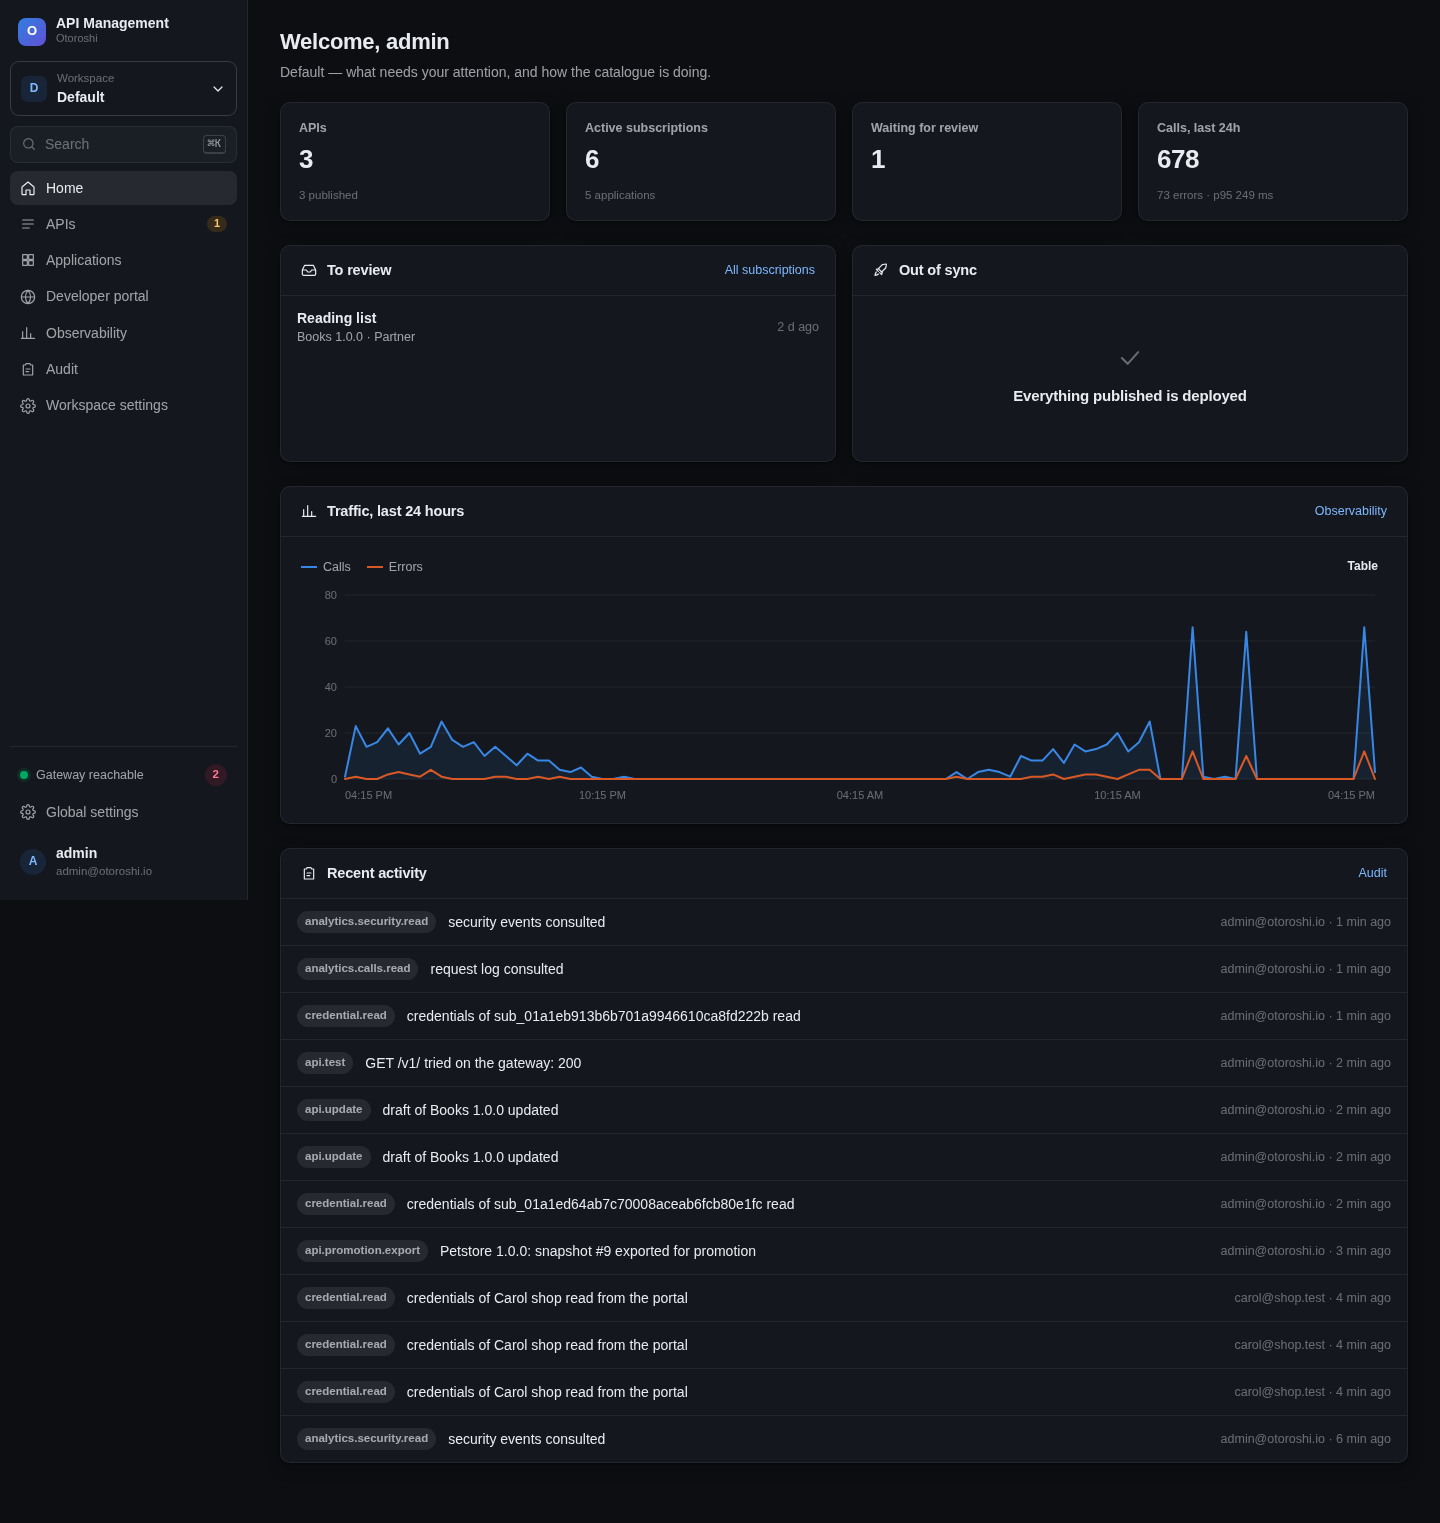 O
API Management
Otoroshi
D
Workspace
Default
Search
⌘K
Home
APIs
1
Applications
Developer portal
Observability
Audit
Workspace settings
Gateway reachable
2
Global settings
A
admin
admin@otoroshi.io
Welcome, admin
Default — what needs your attention, and how the catalogue is doing.
APIs
3
3 published
Active subscriptions
6
5 applications
Waiting for review
1
Calls, last 24h
678
73 errors · p95 249 ms
To review
All subscriptions
Reading list
Books 1.0.0 · Partner
2 d ago
Out of sync
Everything published is deployed
Traffic, last 24 hours
Observability
Calls
Errors
Table
80
60
40
20
0
04:15 PM
10:15 PM
04:15 AM
10:15 AM
04:15 PM
Recent activity
Audit
analytics.security.read security events consulted admin@otoroshi.io · 1 min ago
analytics.calls.read request log consulted admin@otoroshi.io · 1 min ago
credential.read credentials of sub_01a1eb913b6b701a9946610ca8fd222b read admin@otoroshi.io · 1 min ago
api.test GET /v1/ tried on the gateway: 200 admin@otoroshi.io · 2 min ago
api.update draft of Books 1.0.0 updated admin@otoroshi.io · 2 min ago
api.update draft of Books 1.0.0 updated admin@otoroshi.io · 2 min ago
credential.read credentials of sub_01a1ed64ab7c70008aceab6fcb80e1fc read admin@otoroshi.io · 2 min ago
api.promotion.export Petstore 1.0.0: snapshot #9 exported for promotion admin@otoroshi.io · 3 min ago
credential.read credentials of Carol shop read from the portal carol@shop.test · 4 min ago
credential.read credentials of Carol shop read from the portal carol@shop.test · 4 min ago
credential.read credentials of Carol shop read from the portal carol@shop.test · 4 min ago
analytics.security.read security events consulted admin@otoroshi.io · 6 min ago